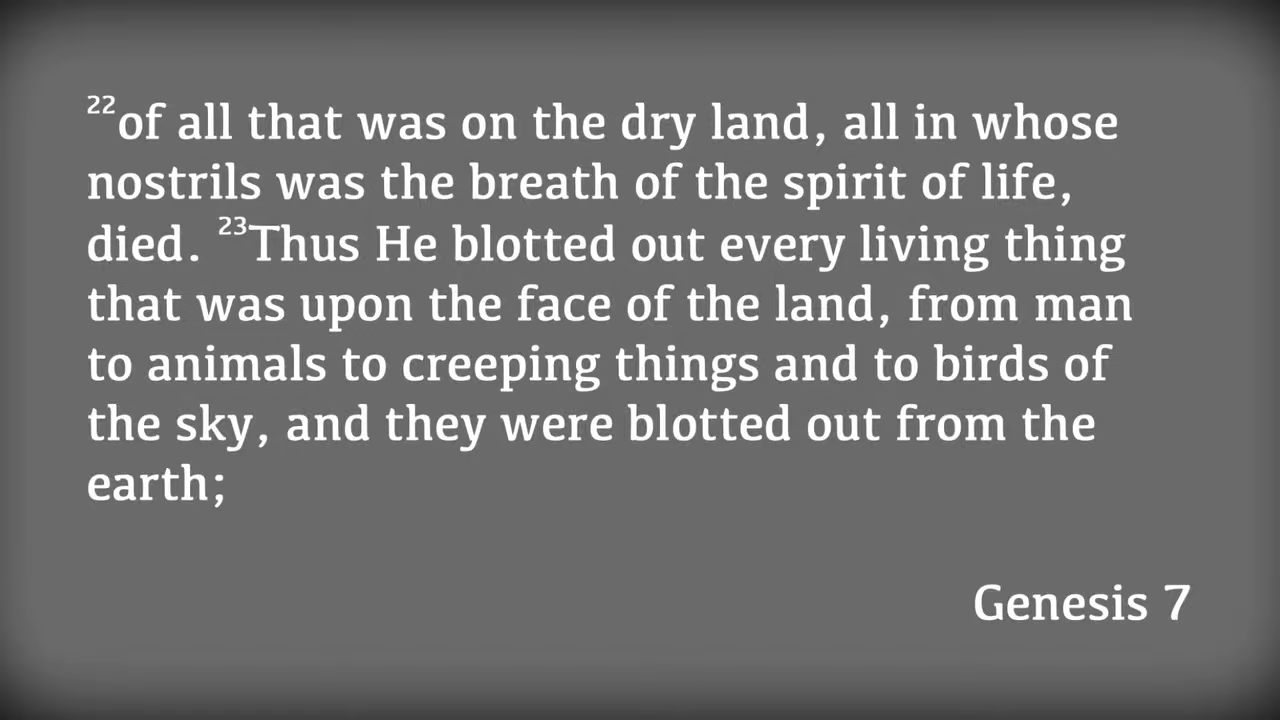 ²²of all that was on the dry land, all in whose
nostrils was the breath of the spirit of life,
died. ²³Thus He blotted out every living thing
that was upon the face of the land, from man
to animals to creeping things and to birds of
the sky, and they were blotted out from the
earth;
Genesis 7